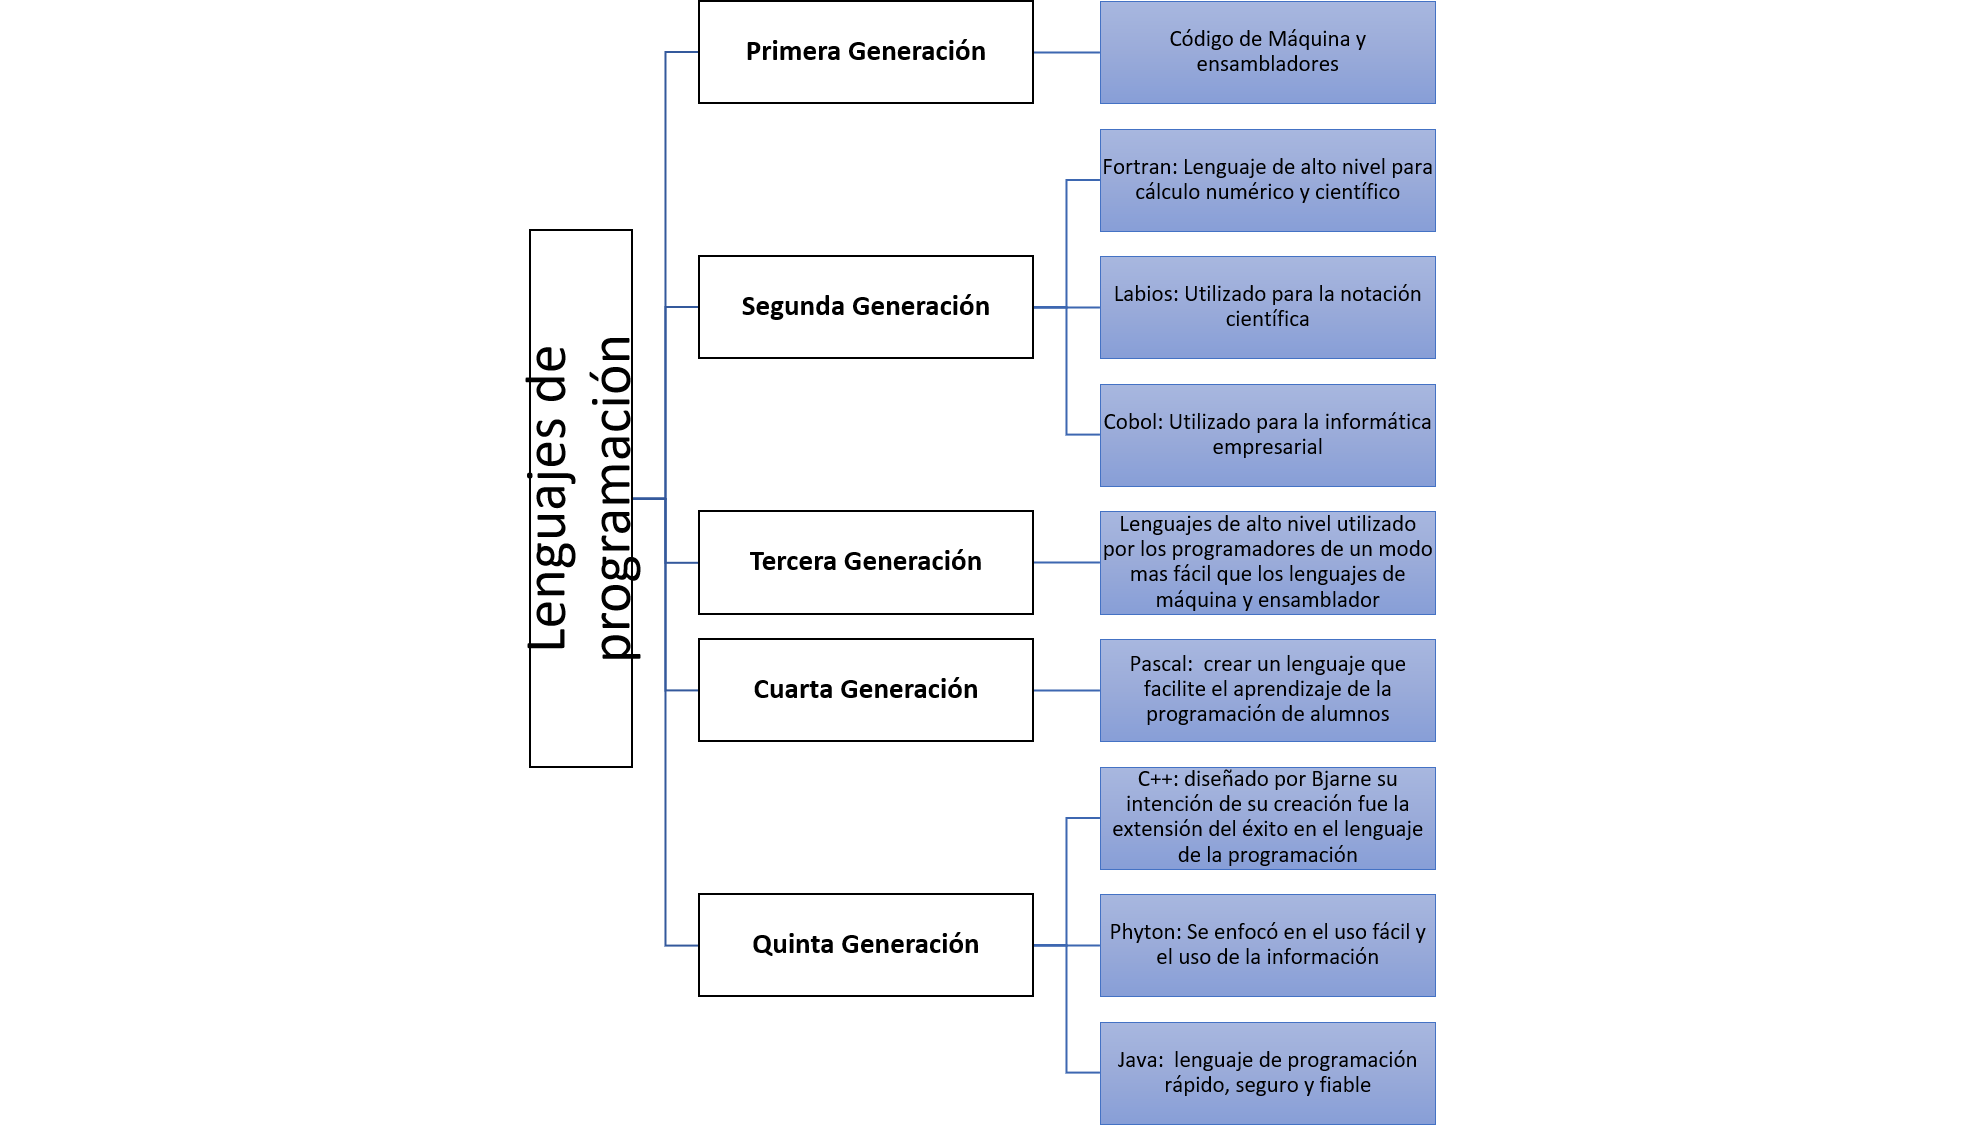 Lenguajes de
programación
Primera Generación
Código de Máquina y
ensambladores
Segunda Generación
Fortran: Lenguaje de alto nivel para
cálculo numérico y científico
Labios: Utilizado para la notación
científica
Cobol: Utilizado para la informática
empresarial
Tercera Generación
Lenguajes de alto nivel utilizado
por los programadores de un modo
mas fácil que los lenguajes de
máquina y ensamblador
Cuarta Generación
Pascal:  crear un lenguaje que
facilite el aprendizaje de la
programación de alumnos
Quinta Generación
C++: diseñado por Bjarne su
intención de su creación fue la
extensión del éxito en el lenguaje
de la programación
Phyton: Se enfocó en el uso fácil y
el uso de la información
Java:  lenguaje de programación
rápido, seguro y fiable